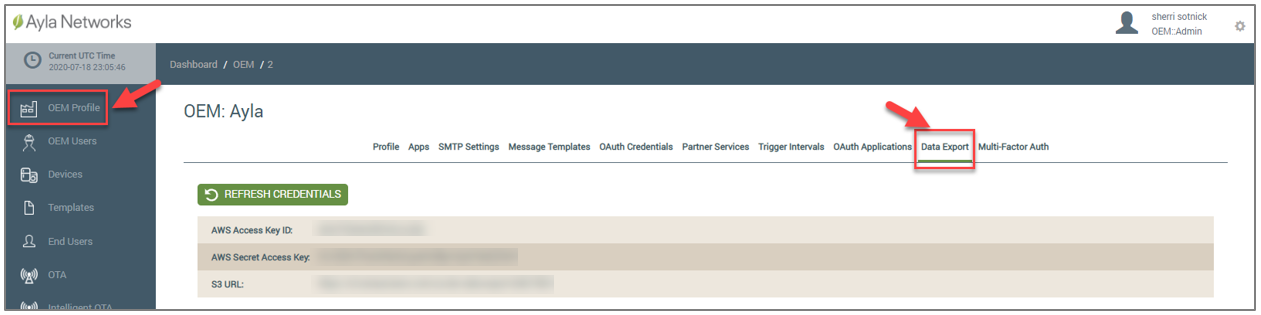 Ayla Networks
sherri sotnick
OEM::Admin
Current UTC Time
2020-07-18 23:05:46
Dashboard / OEM / 2
OEM Profile
OEM Users
Devices
Templates
End Users
OTA
Intelligent OTA
OEM: Ayla
Profile Apps SMTP Settings Message Templates OAuth Credentials Partner Services Trigger Intervals OAuth Applications Data Export Multi-Factor Auth
REFRESH CREDENTIALS
AWS Access Key ID:
AWS Secret Access Key:
S3 URL: